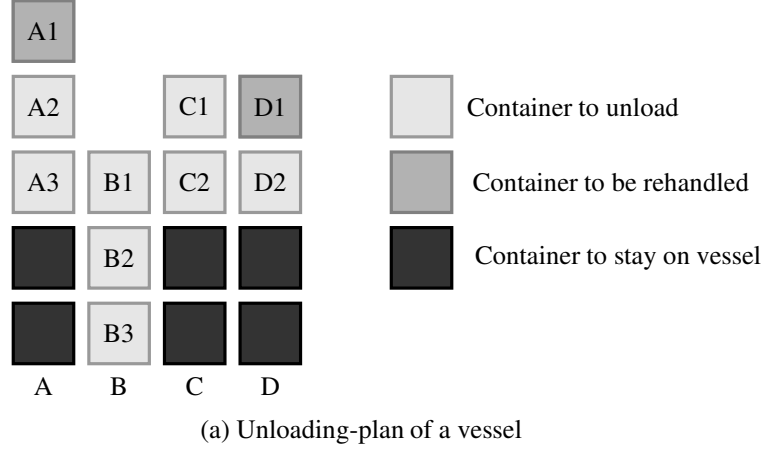 A1
A2 C1 D1 Container to unload
A3 B1 C2 D2 Container to be rehandled
B2 Container to stay on vessel
B3
A B C D
(a) Unloading-plan of a vessel